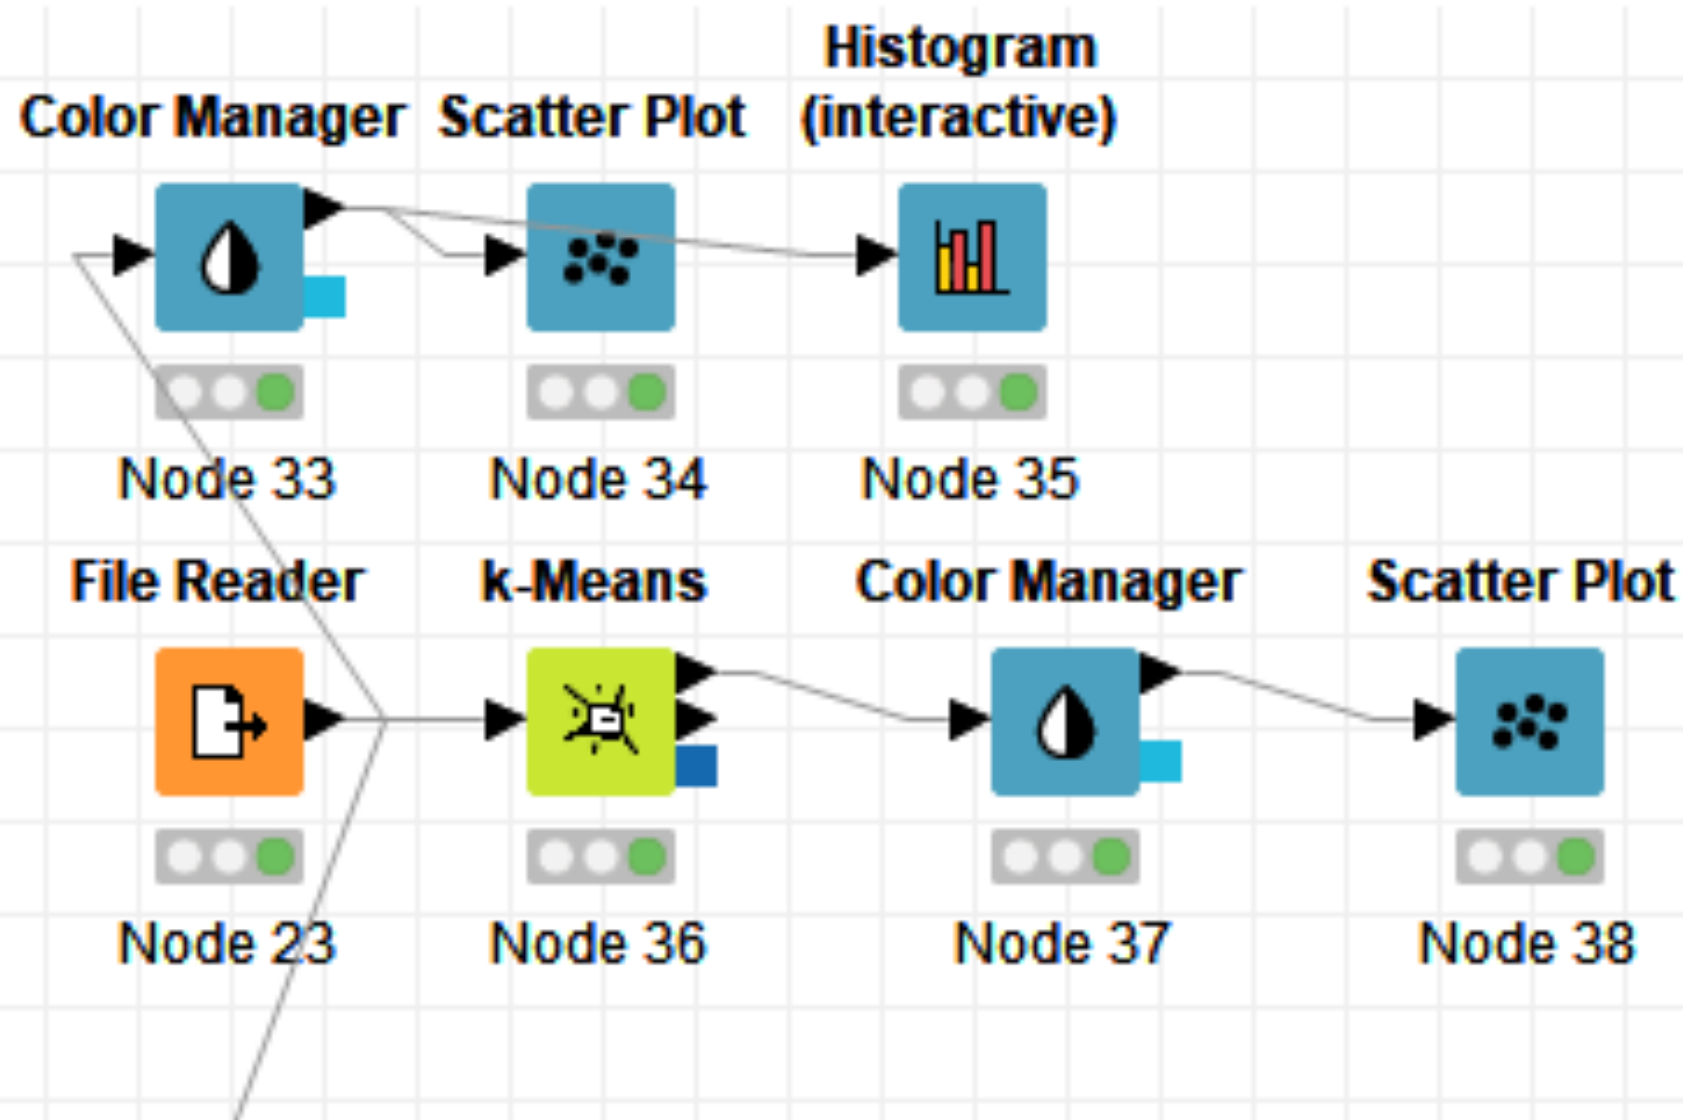 Histogram
Color Manager Scatter Plot (interactive)
Node 33 Node 34 Node 35
File Reader k-Means Color Manager Scatter Plot
Node 23 Node 36 Node 37 Node 38